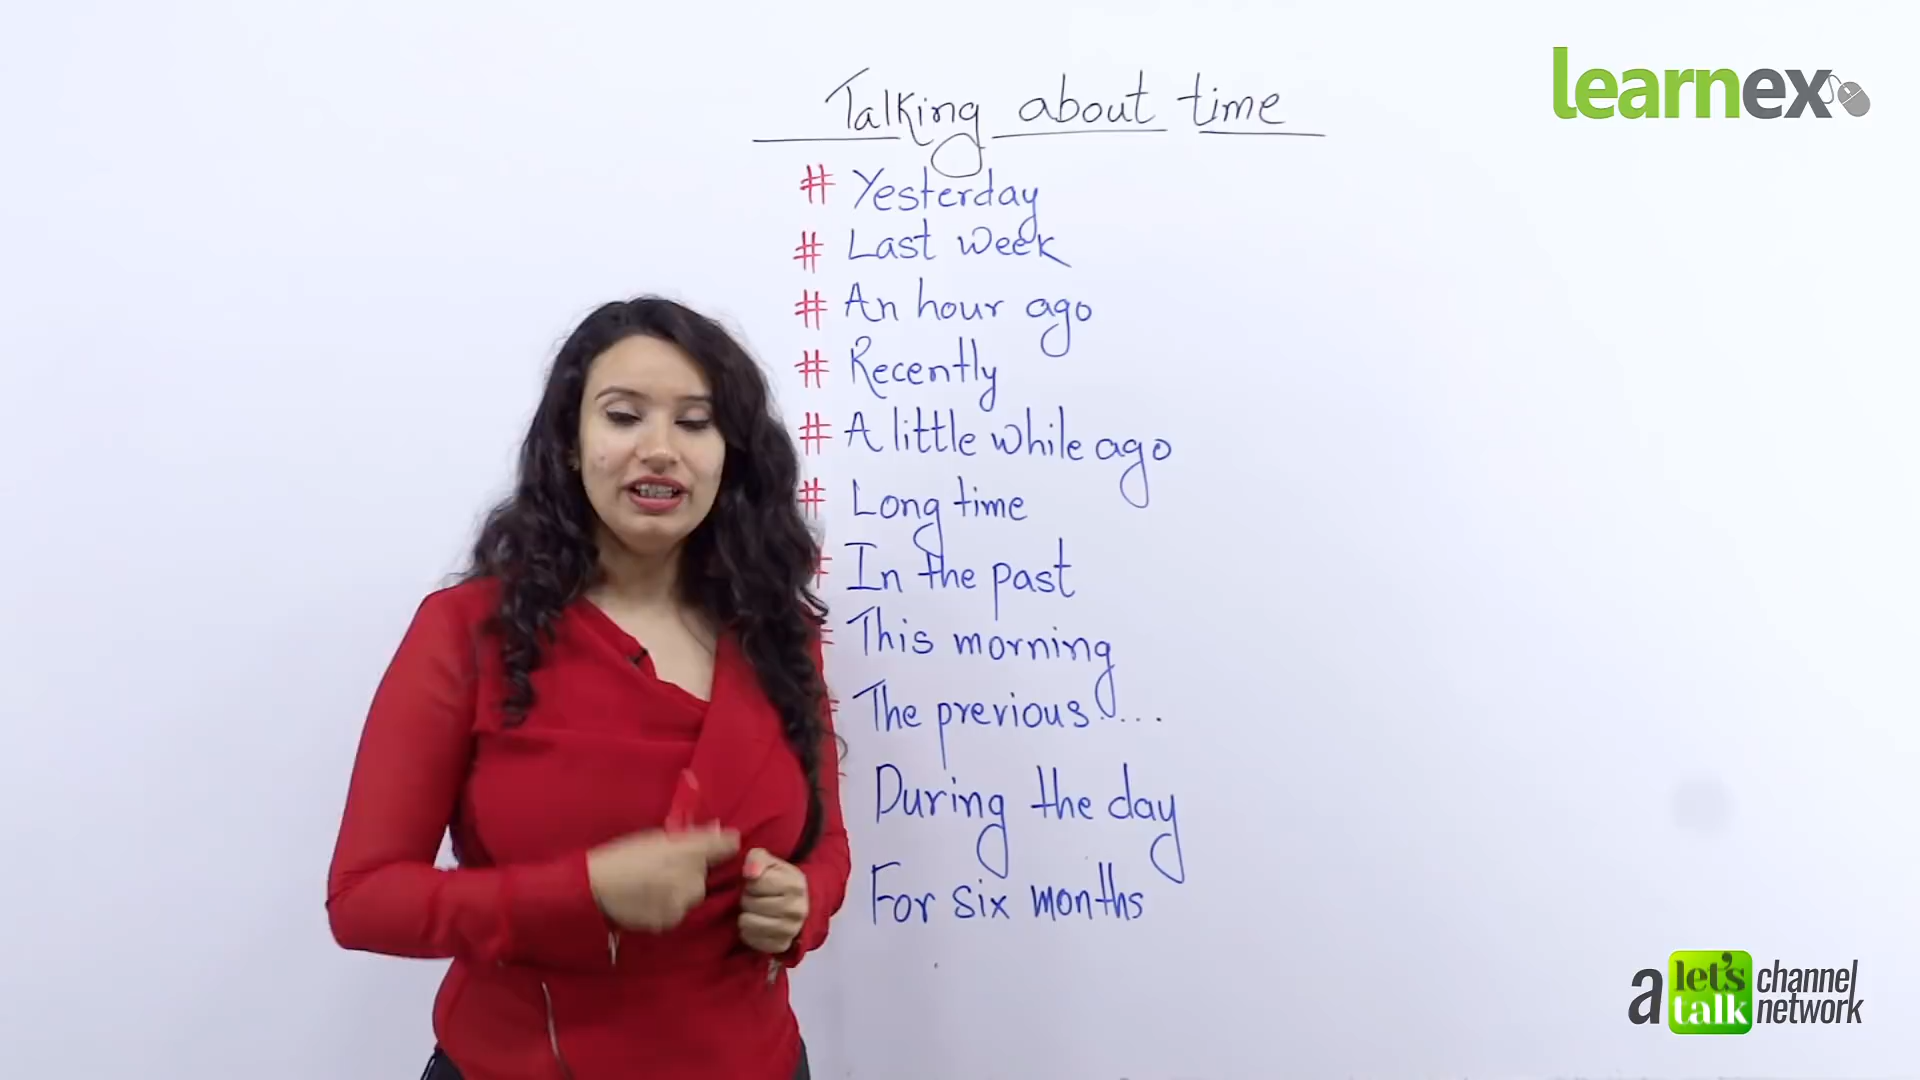 learnex
Talking about time
# Yesterday
# Last week
# An hour ago
# Recently
# A little while ago
# Long time
# In the past
# This morning
# The previous....
During the day
For six months
a let's talk channel network